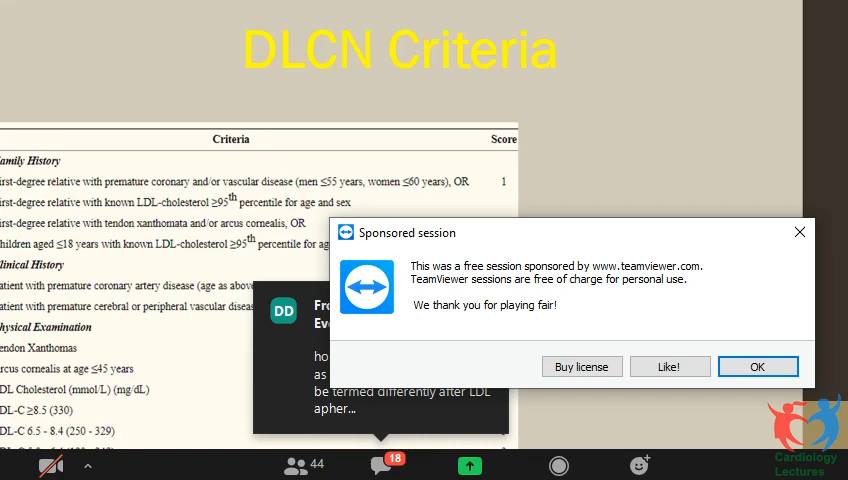 DLCN Criteria
Criteria
Score
amily History
irst-degree relative with premature coronary and/or vascular disease (men ≤55 years, women ≤60 years), OR
1
irst-degree relative with known LDL-cholesterol ≥95th percentile for age and sex
irst-degree relative with tendon xanthomata and/or arcus cornealis, OR
hildren aged ≤18 years with known LDL-cholesterol ≥95th percentile for age
linical History
atient with premature coronary artery disease (age as above
atient with premature cerebral or peripheral vascular diseas
hysical Examination
endon Xanthomas
rcus cornealis at age ≤45 years
DL Cholesterol (mmol/L) (mg/dL)
DL-C ≥8.5 (330)
DL-C 6.5 - 8.4 (250 - 329)
Sponsored session
This was a free session sponsored by www.teamviewer.com.
TeamViewer sessions are free of charge for personal use.
We thank you for playing fair!
Buy license
Like!
OK
DD
Fro
Eve
ho
as
be termed differently after LDL
apher...
44
18
Cardiology
Lectures